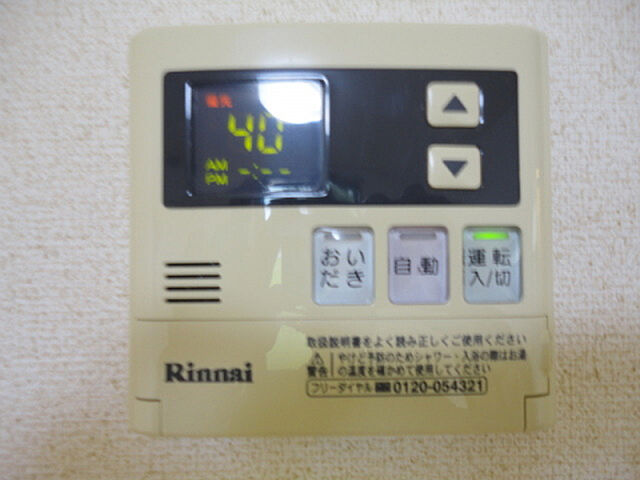 優先
40
AM
PM -:--
▲
▼
おいだき
自動
運転入/切
取扱説明書をよく読み正しくご使用ください
⚠警告 やけど予防のためシャワー・入浴の際はお湯
の温度を確かめて使用してください
フリーダイヤル 0120-054321
Rinnai